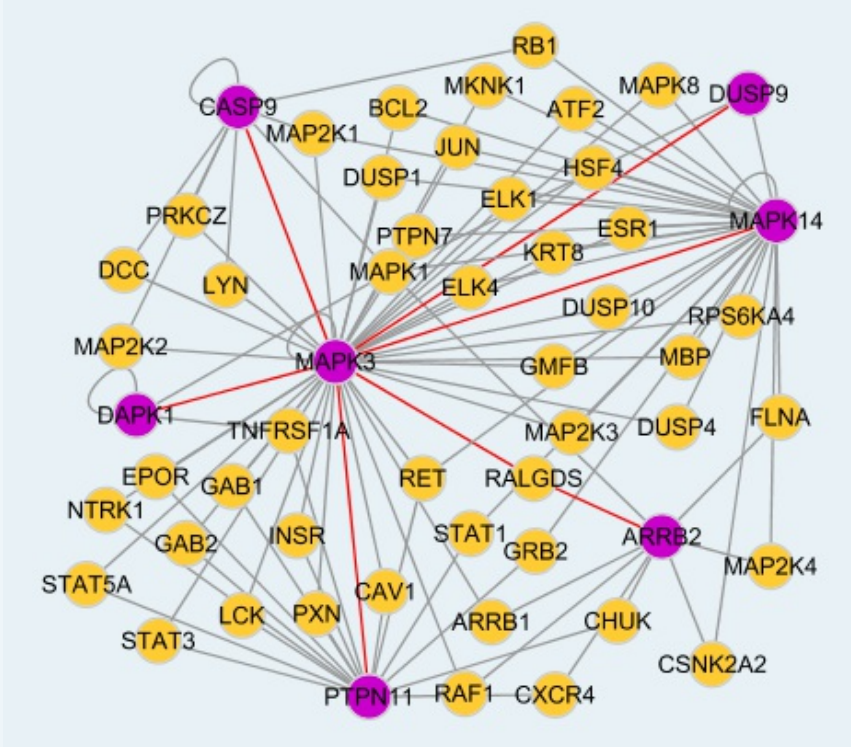 RB1
MKNK1
MAPK8
DUSP9
CASP9
BCL2
ATF2
MAP2K1
JUN
HSF4
DUSP1
ELK1
PRKCZ
MAPK14
PTPN7
ESR1
KRT8
DCC
LYN
MAPK1
ELK4
DUSP10
RPS6KA4
MAP2K2
MAPK3
GMFB
MBP
DAPK1
TNFRSF1A
MAP2K3
DUSP4
FLNA
EPOR
GAB1
RET
RALGDS
NTRK1
GAB2
INSR
STAT1
GRB2
ARRB2
STAT5A
MAP2K4
LCK
PXN
CAV1
ARRB1
CHUK
STAT3
CSNK2A2
PTPN11
RAF1
CXCR4